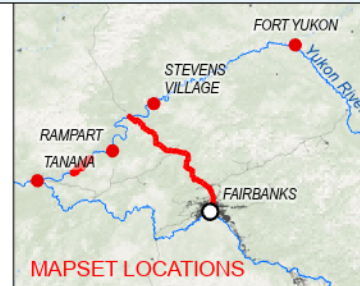 FORT YUKON
Yukon River
STEVENS
VILLAGE
RAMPART
TANANA
FAIRBANKS
MAPSET LOCATIONS